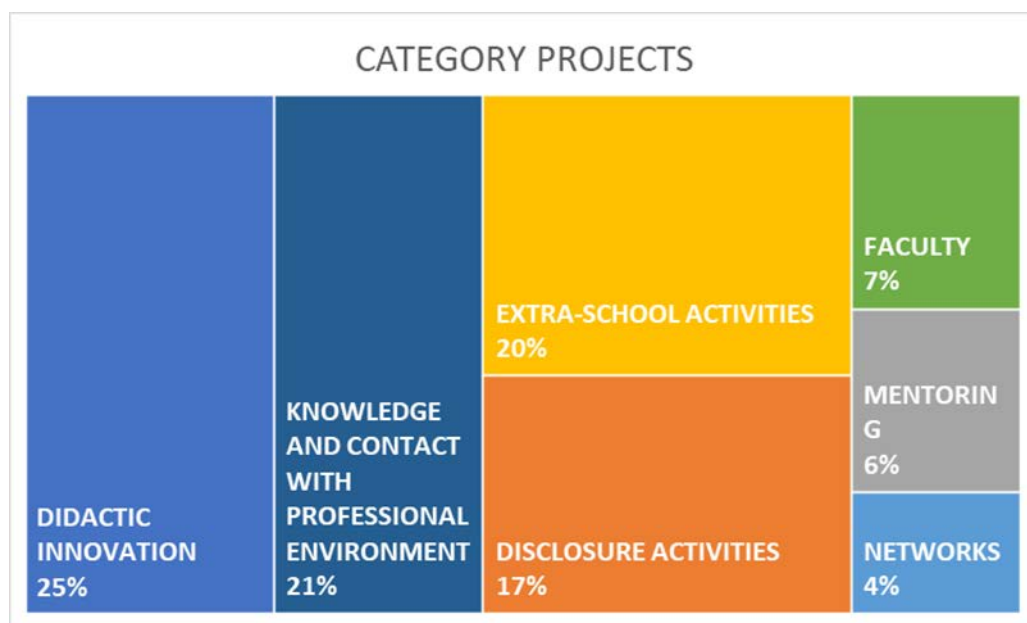 CATEGORY PROJECTS
DIDACTIC
INNOVATION
25%
KNOWLEDGE
AND CONTACT
WITH
PROFESSIONAL
ENVIRONMENT
21%
EXTRA-SCHOOL ACTIVITIES
20%
DISCLOSURE ACTIVITIES
17%
FACULTY
7%
MENTORIN
G
6%
NETWORKS
4%